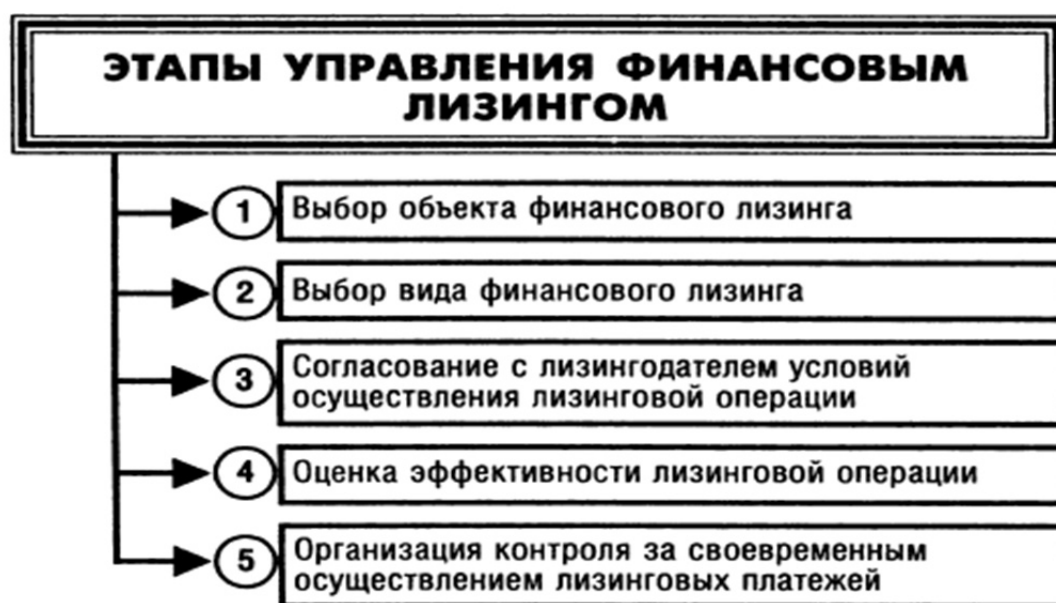 ЭТАПЫ УПРАВЛЕНИЯ ФИНАНСОВЫМ
ЛИЗИНГОМ
1 Выбор объекта финансового лизинга
2 Выбор вида финансового лизинга
3 Согласование с лизингодателем условий
осуществления лизинговой операции
4 Оценка эффективности лизинговой операции
5 Организация контроля за своевременным
осуществлением лизинговых платежей